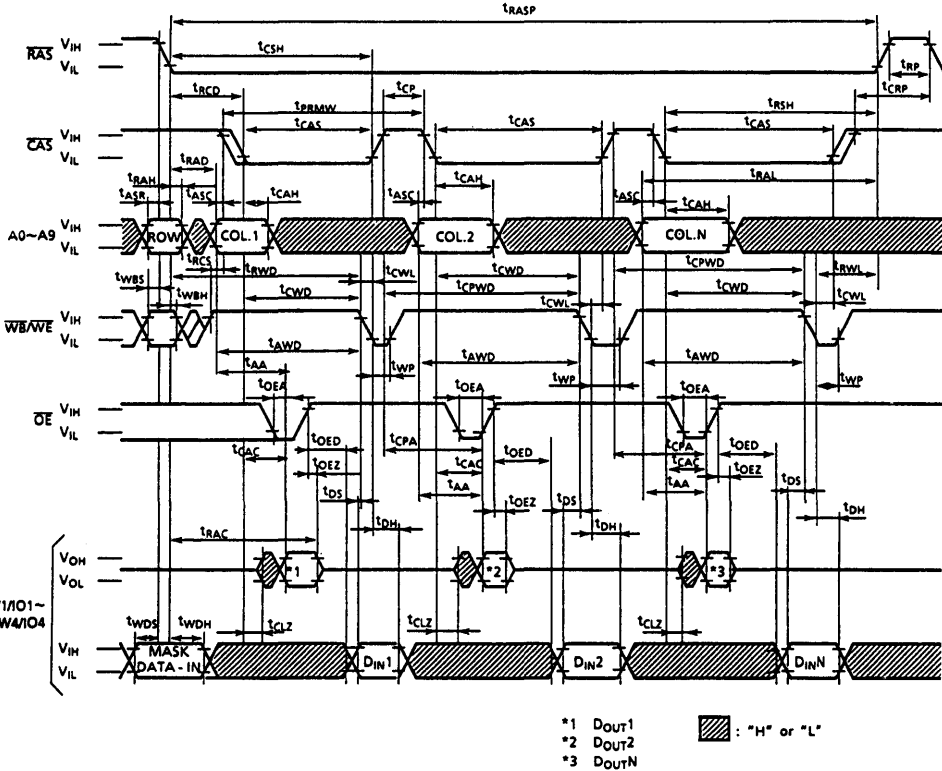 tRASP
RAS VIH
VIL
tCSH
tRP
tRCD
tCP
tCRP
tPRMW
tRSH
CAS VIH
VIL
tCAS
tCAS
tCAS
tRAD
tRAH
tASR
tASC
tCAH
tASC
tCAH
tASC
tRAL
tCAH
A0~A9 VIH
VIL
ROW
COL.1
COL.2
COL.N
tRCS
tRWD
tCWL
tCWD
tCPWD
tRWL
tWBS
tWBH
tCWD
tCPWD
tCWL
tCWD
tCWL
WB/WE VIH
VIL
tAWD
tAWD
tAWD
tAA
tWP
tWP
tWP
tOEA
tOEA
tOEA
OE VIH
VIL
tCAC
tOED
tCPA
tOED
tCPA
tOED
tOEZ
tCAC
tCAC
tOEZ
tAA
tOEZ
tAA
tDS
tDS
tDS
tDH
tDH
tDH
tRAC
VOH
VOL
*1
*2
*3
1/IO1~
W4/IO4
tWDS
tWDH
tCLZ
tCLZ
tCLZ
VIH
VIL
MASK
DATA - IN
DIN1
DIN2
DINN
*1 DOUT1
*2 DOUT2
*3 DOUTN
: "H" or "L"